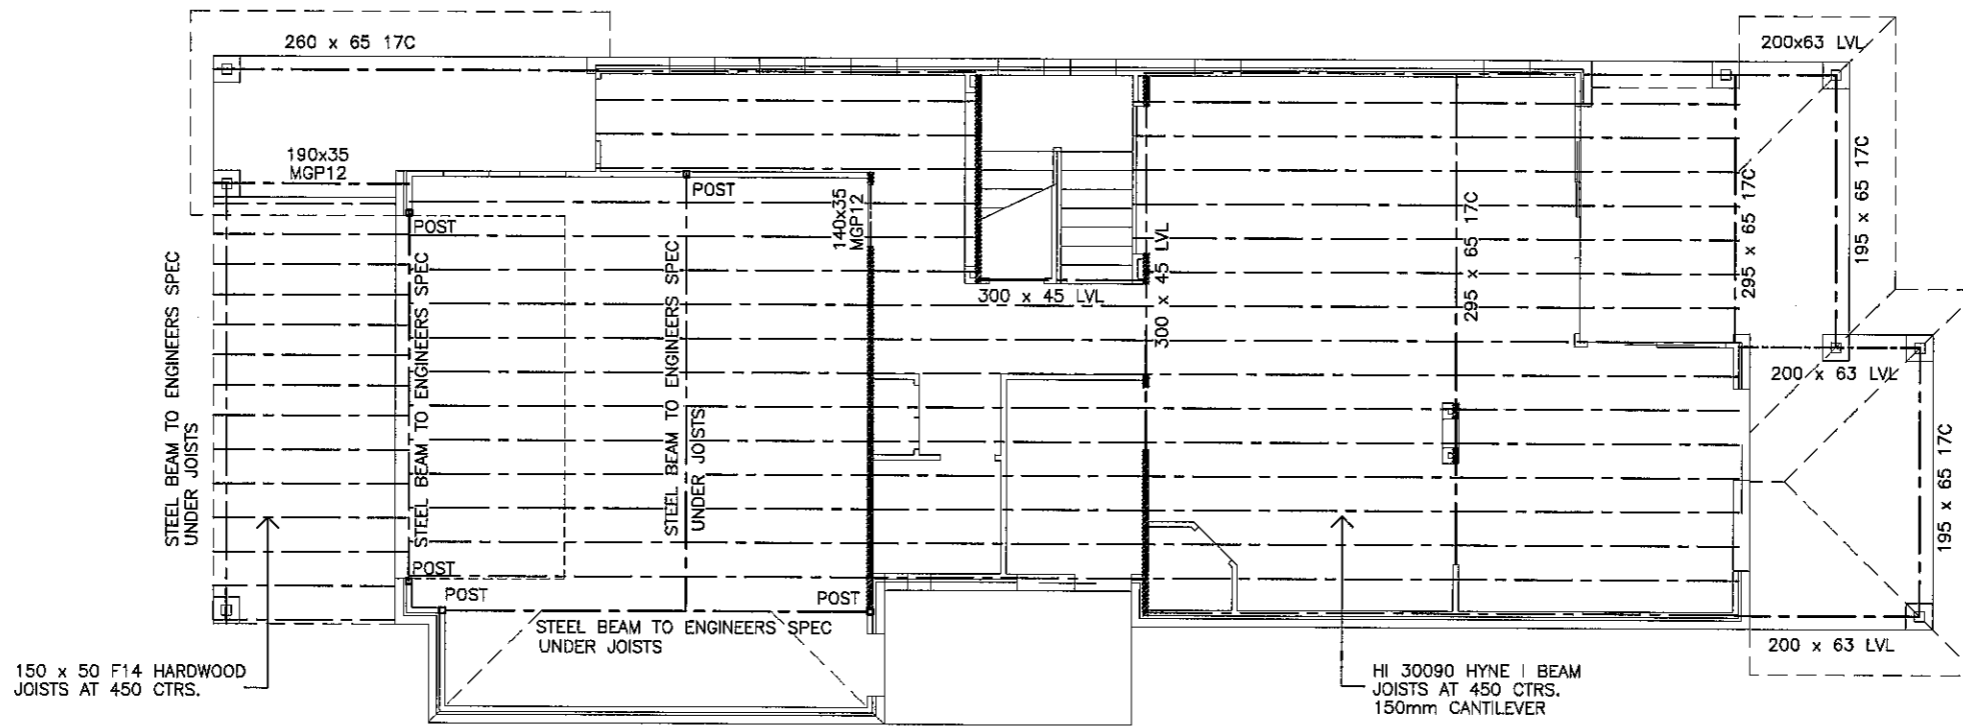 260 x 65 17C
200x63 LVL
190x35
MGP12
POST
POST
140x35
MGP12
STEEL BEAM TO ENGINEERS SPEC
UNDER JOISTS
STEEL BEAM TO ENGINEERS SPEC
STEEL BEAM TO ENGINEERS SPEC
UNDER JOISTS
300 x 45 LVL
300 x 45 LVL
295 x 65 17C
295 x 65 17C
195 x 65 17C
200 x 63 LVL
195 x 65 17C
POST
POST
POST
STEEL BEAM TO ENGINEERS SPEC
UNDER JOISTS
200 x 63 LVL
150 x 50 F14 HARDWOOD
JOISTS AT 450 CTRS.
HI 30090 HYNE I BEAM
JOISTS AT 450 CTRS.
150mm CANTILEVER